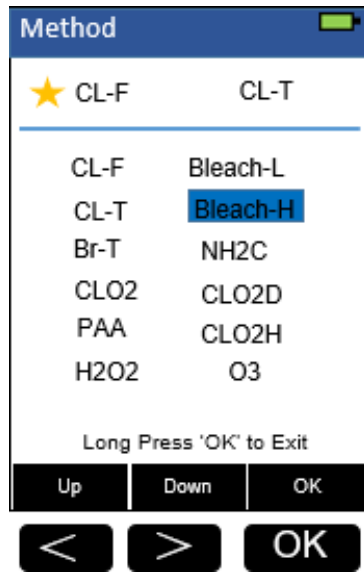 Method
CL-F CL-T
CL-F Bleach-L
CL-T Bleach-H
Br-T NH2C
CLO2 CLO2D
PAA CLO2H
H2O2 O3
Long Press 'OK' to Exit
Up Down OK
< > OK